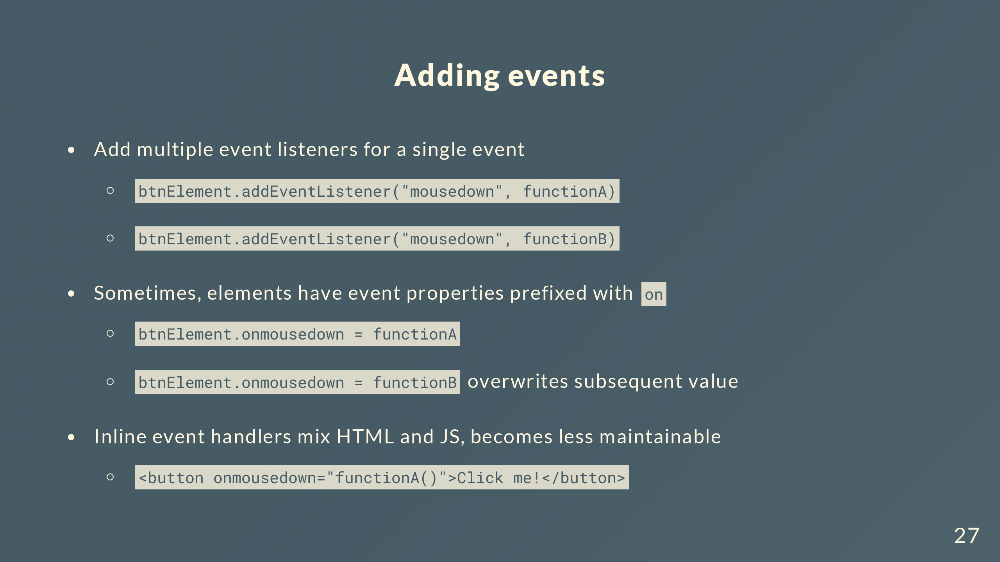 Adding events
Add multiple event listeners for a single event
btnElement.addEventListener("mousedown", functionA)
btnElement.addEventListener("mousedown", functionB)
Sometimes, elements have event properties prefixed with on
btnElement.onmousedown = functionA
btnElement.onmousedown = functionB overwrites subsequent value
Inline event handlers mix HTML and JS, becomes less maintainable
<button onmousedown="functionA()">Click me!</button>
27